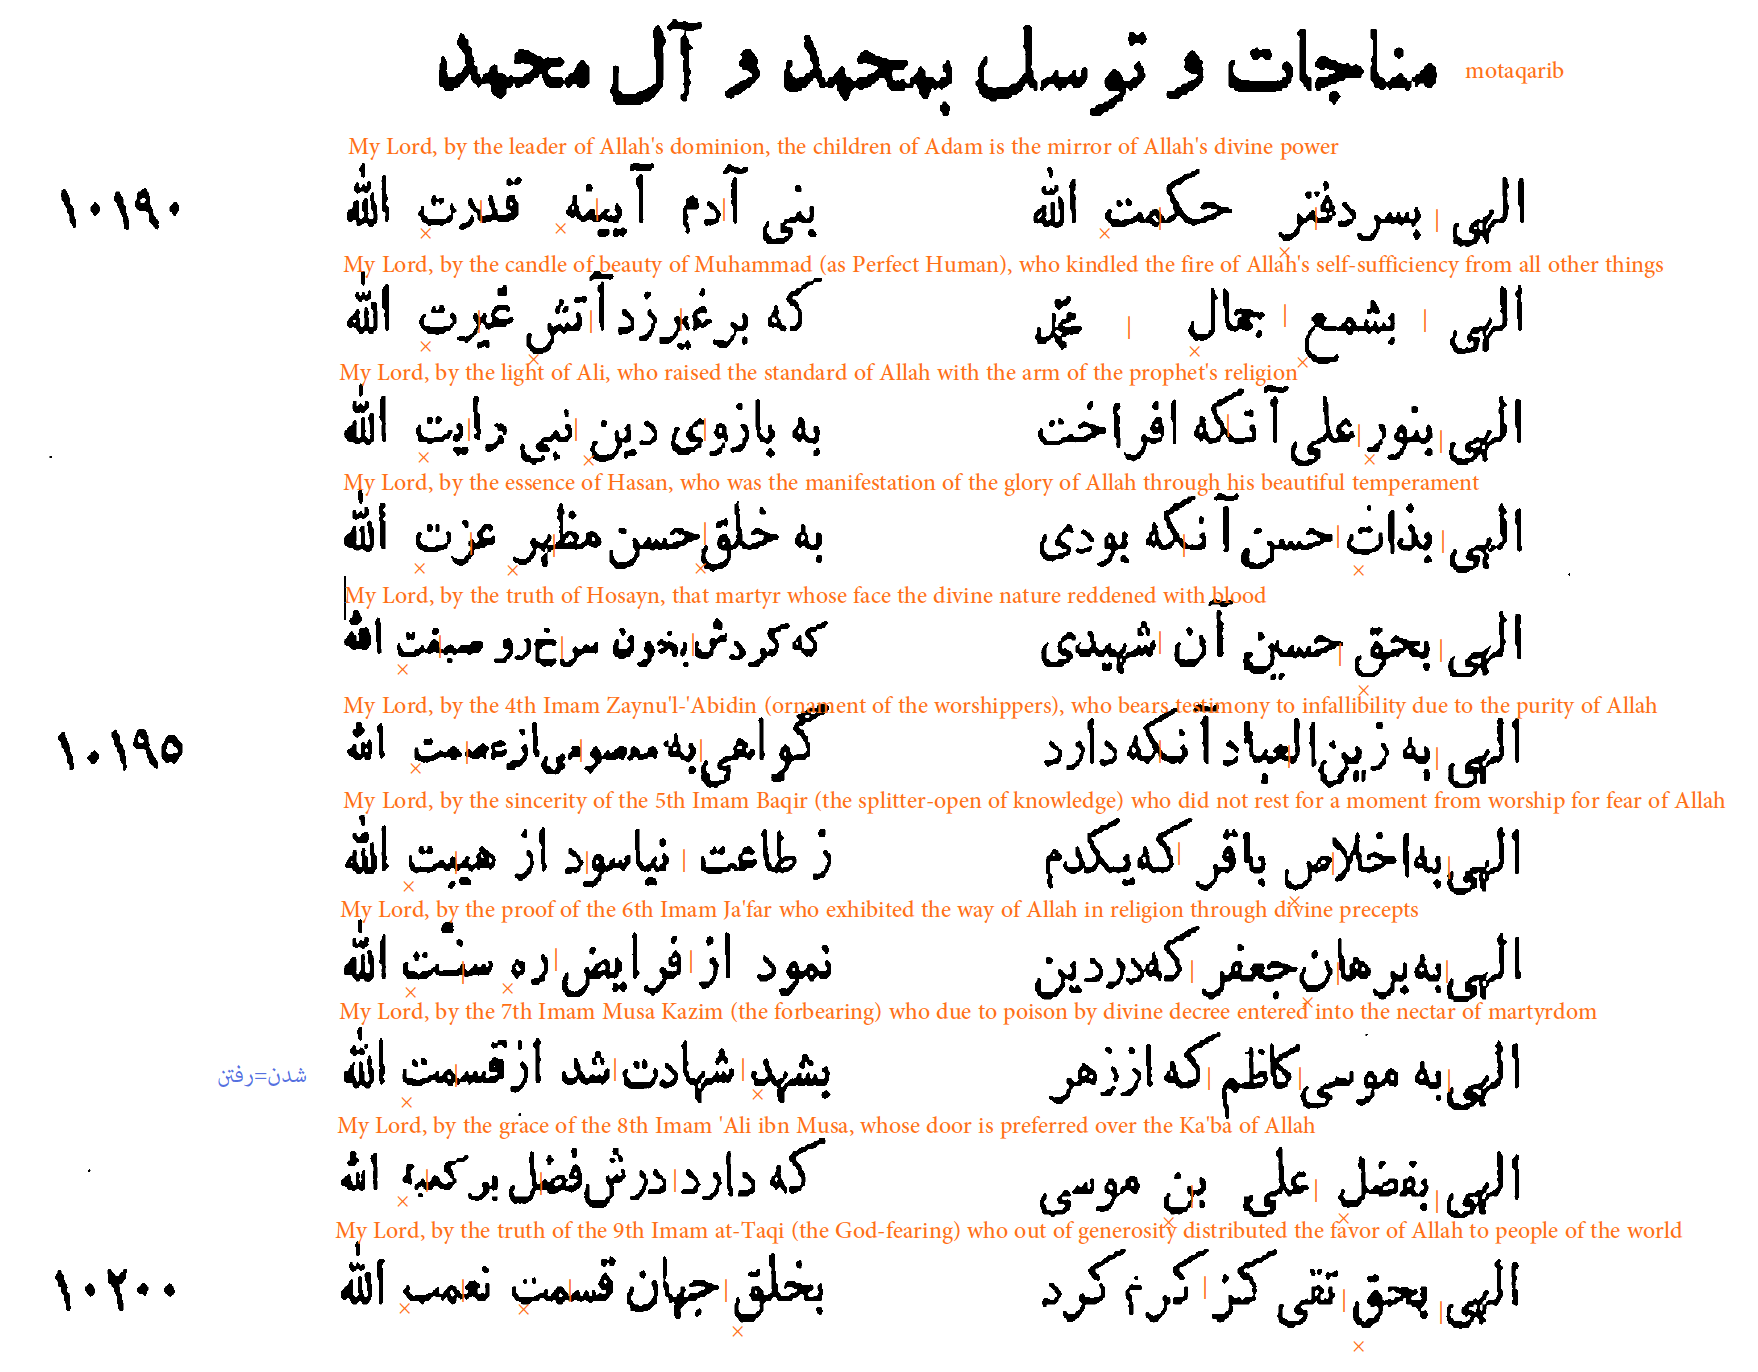 مناجات و توسل بمحمد و آل محمد motaqarib
My Lord, by the leader of Allah's dominion, the children of Adam is the mirror of Allah's divine power
الهی بسر دفتر حکمت الله بنی آدم آیینه قدرت الله ۱۰۱۹۰
My Lord, by the candle of beauty of Muhammad (as Perfect Human), who kindled the fire of Allah's self-sufficiency from all other things
الهی بشمع جمال محمد که بر غیر زد آتش غیرت الله
My Lord, by the light of Ali, who raised the standard of Allah with the arm of the prophet's religion
الهی بنور علی آنکه افراخت به بازوی دین نبی رایت الله
My Lord, by the essence of Hasan, who was the manifestation of the glory of Allah through his beautiful temperament
الهی بذات حسن آنکه بودی به خلق حسن مظهر عزت الله
My Lord, by the truth of Hosayn, that martyr whose face the divine nature reddened with blood
الهی بحق حسین آن شهیدی که کردش بخون سرخ رو صبغت الله
My Lord, by the 4th Imam Zaynu'l-'Abidin (ornament of the worshippers), who bears testimony to infallibility due to the purity of Allah
الهی به زین العباد آنکه دارد گواهی به معصومی از عصمت الله ۱۰۱۹۵
My Lord, by the sincerity of the 5th Imam Baqir (the splitter-open of knowledge) who did not rest for a moment from worship for fear of Allah
الهی به اخلاص باقر که یکدم ز طاعت نیاسود از هیبت الله
My Lord, by the proof of the 6th Imam Ja'far who exhibited the way of Allah in religion through divine precepts
الهی به برهان جعفر که در دین نمود از فرایض ره سنّت الله
My Lord, by the 7th Imam Musa Kazim (the forbearing) who due to poison by divine decree entered into the nectar of martyrdom
الهی به موسی کاظم که از زهر بشهد شهادت شد از قسمت الله شدن=رفتن
My Lord, by the grace of the 8th Imam 'Ali ibn Musa, whose door is preferred over the Ka'ba of Allah
الهی بفضل علی بن موسی که دارد درش فضل بر کعبه الله
My Lord, by the truth of the 9th Imam at-Taqi (the God-fearing) who out of generosity distributed the favor of Allah to people of the world
الهی بحق تقی کز کرم کرد بخلق جهان قسمت نعمت الله ۱۰۲۰۰